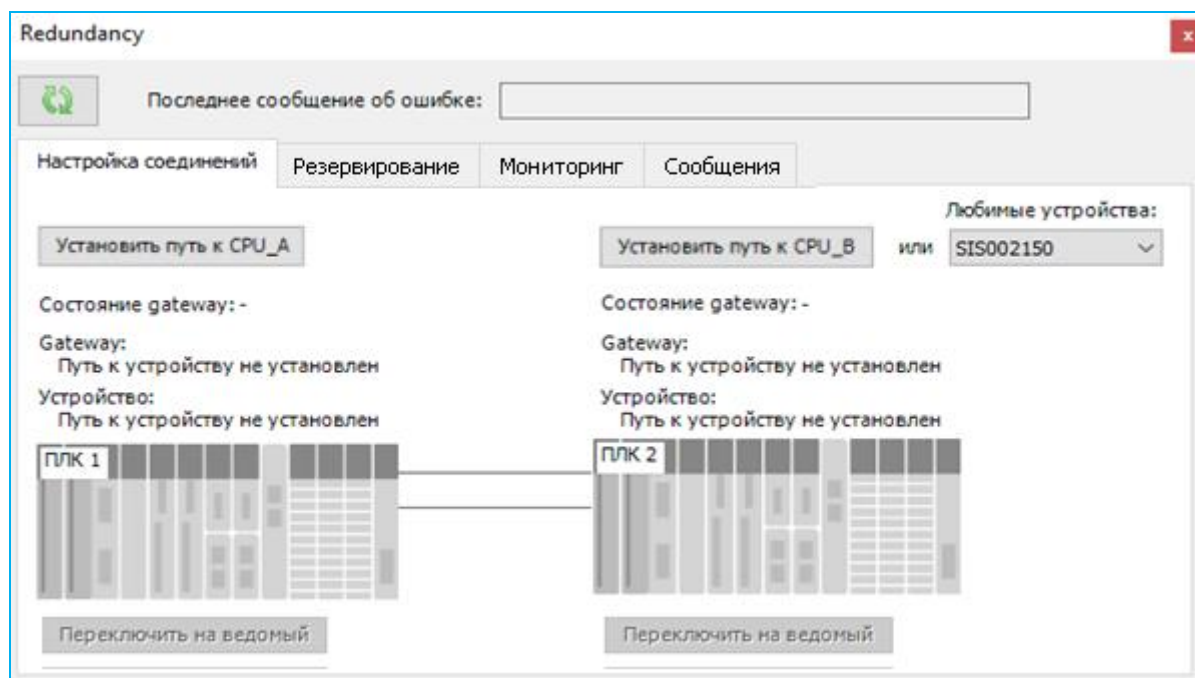 Redundancy
x
Последнее сообщение об ошибке:
Настройка соединений Резервирование Мониторинг Сообщения
Любимые устройства:
Установить путь к CPU_A Установить путь к CPU_B или SIS002150
Состояние gateway: - Состояние gateway: -
Gateway: Gateway:
Путь к устройству не установлен Путь к устройству не установлен
Устройство: Устройство:
Путь к устройству не установлен Путь к устройству не установлен
ПЛК 1 ПЛК 2
Переключить на ведомый Переключить на ведомый